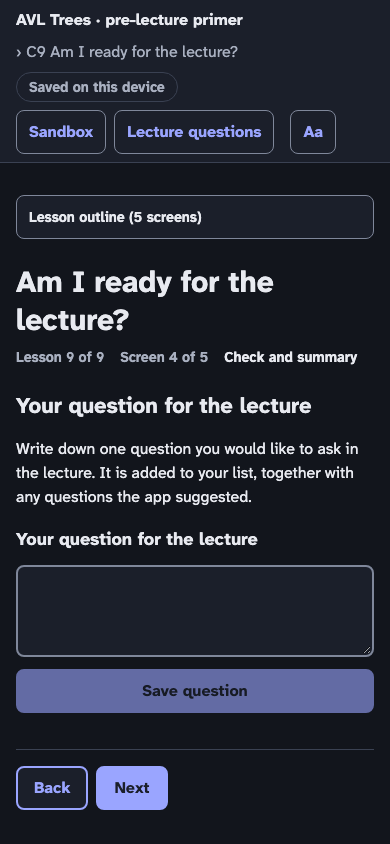 AVL Trees · pre-lecture primer
› C9 Am I ready for the lecture?
Saved on this device
Sandbox Lecture questions Aa
Lesson outline (5 screens)
Am I ready for the
lecture?
Lesson 9 of 9 Screen 4 of 5 Check and summary
Your question for the lecture
Write down one question you would like to ask in
the lecture. It is added to your list, together with
any questions the app suggested.
Your question for the lecture
Save question
Back Next